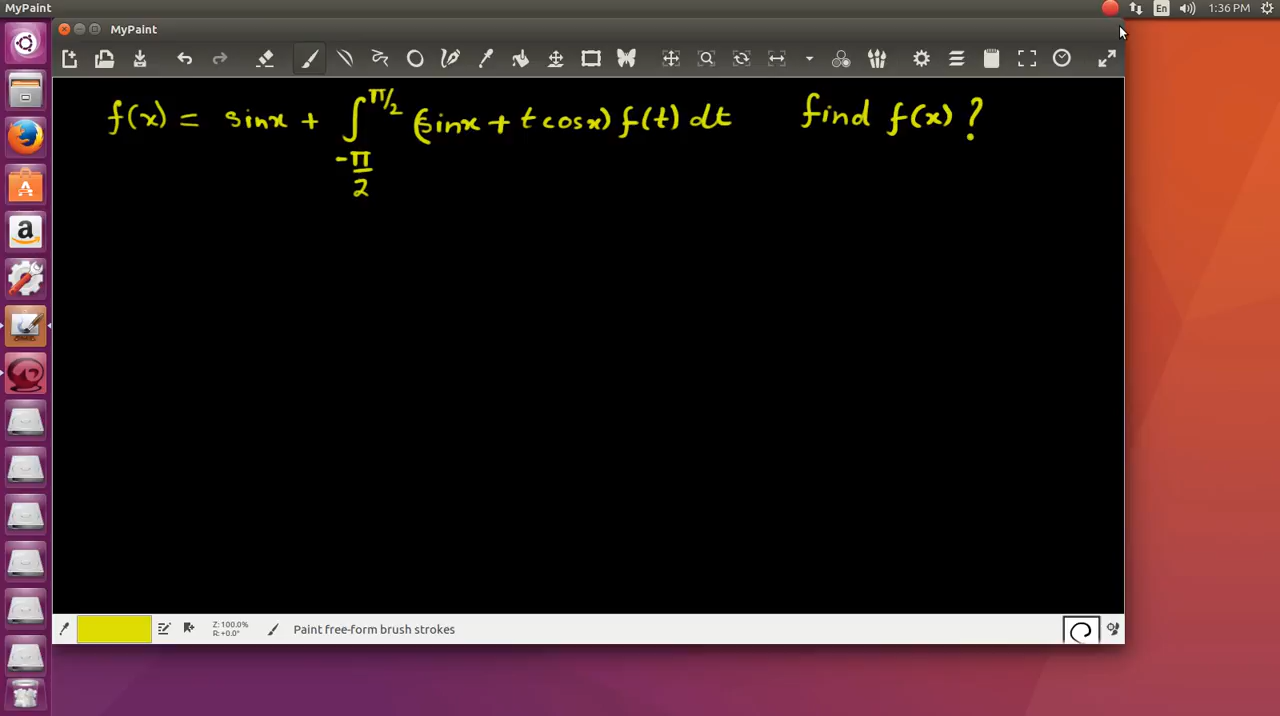 MyPaint En 1:36 PM
MyPaint
f(x) = sinx + ∫_{-π/2}^{π/2} (sinx + t cosx) f(t) dt find f(x) ?
Z: 100.0%
R: +0.0°
Paint free-form brush strokes